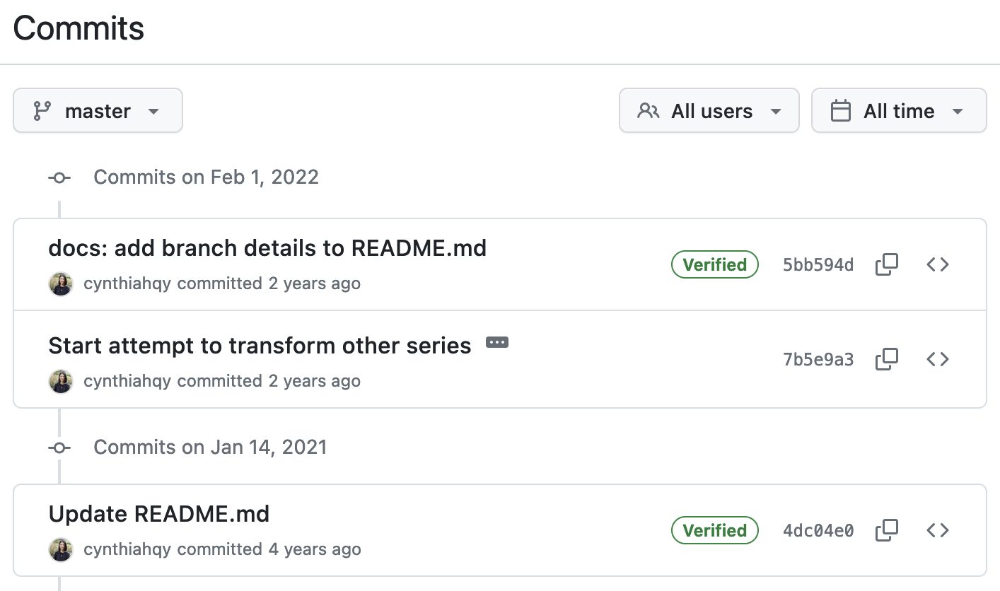 Commits
master
All users
All time
Commits on Feb 1, 2022
docs: add branch details to README.md
Verified
5bb594d
cynthiahqy committed 2 years ago
Start attempt to transform other series
7b5e9a3
cynthiahqy committed 2 years ago
Commits on Jan 14, 2021
Update README.md
Verified
4dc04e0
cynthiahqy committed 4 years ago